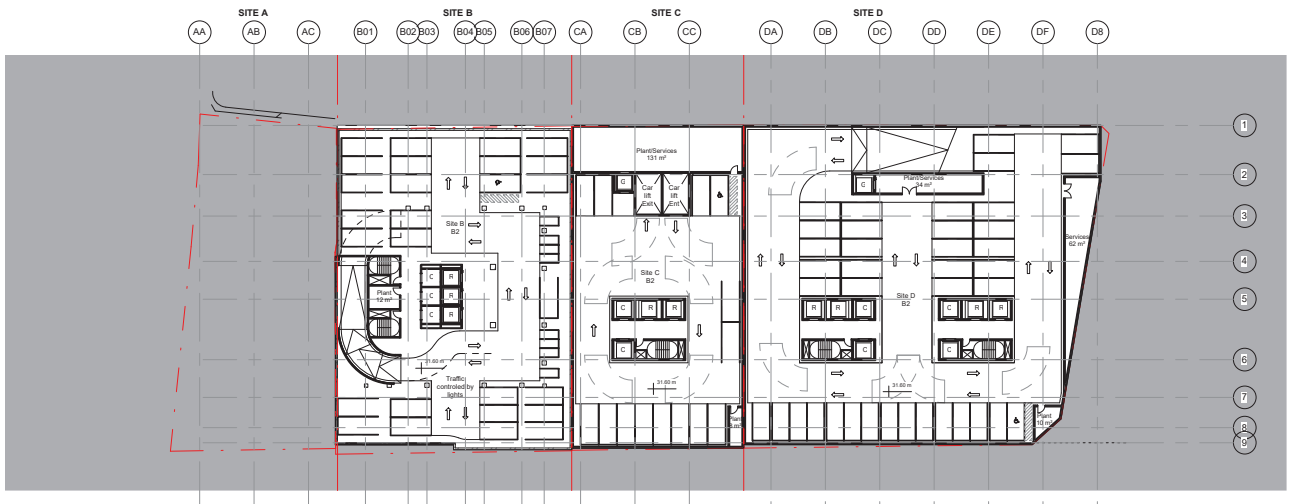 SITE A
SITE B
SITE C
SITE D
AA
AB
AC
B01
B02
B03
B04
B05
B06
B07
CA
CB
CC
DA
DB
DC
DD
DE
DF
D8
1
Plant/Services
131 m²
2
G
Car
lift
Exit
Car
lift
Ent
G
Plant/Services
34 m²
3
Site B
B2
Services
62 m²
4
C
R
C
R
C
R
Plant
12 m²
Site C
B2
Site D
B2
5
C
R
R
R
R
C
C
R
R
6
C
C
C
31.60 m
31.60 m
31.60 m
Traffic
controled by
lights
7
Plant
Plant
10 m²
8
9